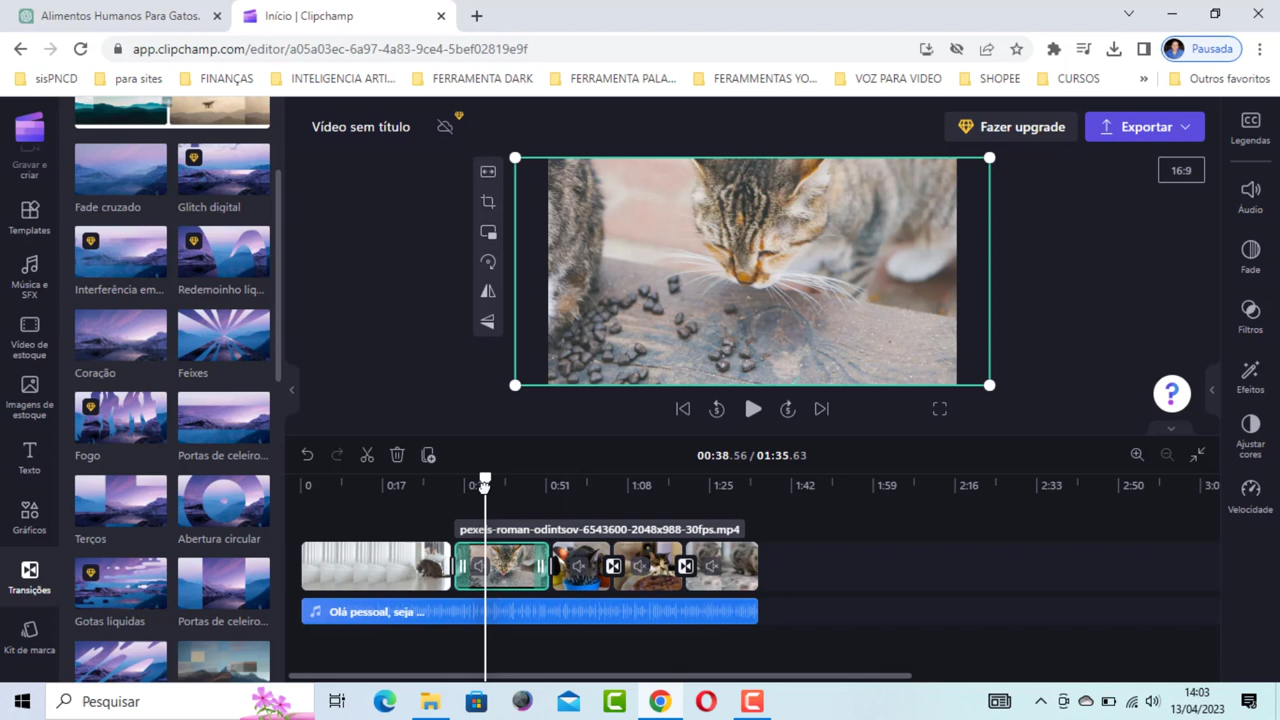 Alimentos Humanos Para Gatos.
Início | Clipchamp
app.clipchamp.com/editor/a05a03ec-6a97-4a83-9ce4-5bef02819e9f
Pausada
sisPNCD
para sites
FINANÇAS
INTELIGENCIA ARTI...
FERRAMENTA DARK
FERRAMENTA PALA...
FERAMMENTAS YO...
VOZ PARA VIDEO
SHOPEE
CURSOS
»
Outros favoritos
Gravar e
criar
Templates
Música e
SFX
Vídeo de
estoque
Imagens de
estoque
Texto
Gráficos
Transições
Kit de marca
Fade cruzado
Glitch digital
Interferência em...
Redemoinho líq...
Coração
Feixes
Fogo
Portas de celeiro...
Terços
Abertura circular
Gotas líquidas
Portas de celeiro...
Vídeo sem título
Fazer upgrade
Exportar
16:9
Legendas
Áudio
Fade
Filtros
Efeitos
Ajustar
cores
Velocidade
?
00:38.56 / 01:35.63
0
0:17
0:51
1:08
1:25
1:42
1:59
2:16
2:33
2:50
3:0
pexels-roman-odintsov-6543600-2048x988-30fps.mp4
Olá pessoal, seja ...
Pesquisar
14:03
13/04/2023